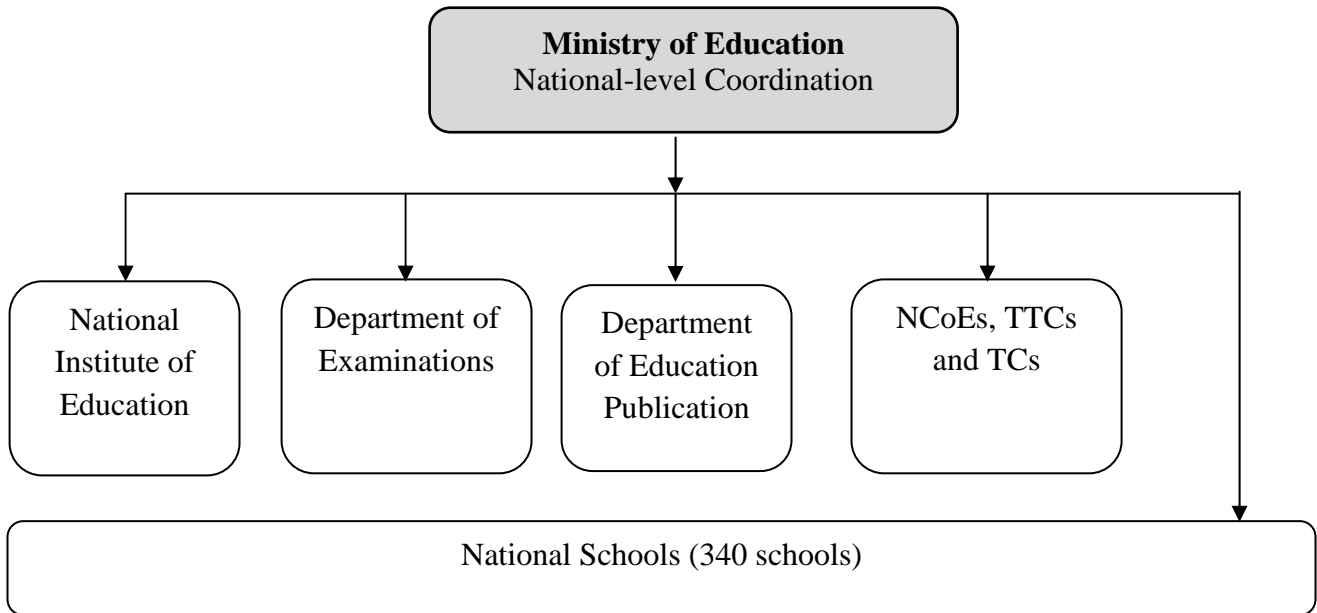 Ministry of Education
National-level Coordination
National
Institute of
Education
Department of
Examinations
Department
of Education
Publication
NCoEs, TTCs
and TCs
National Schools (340 schools)